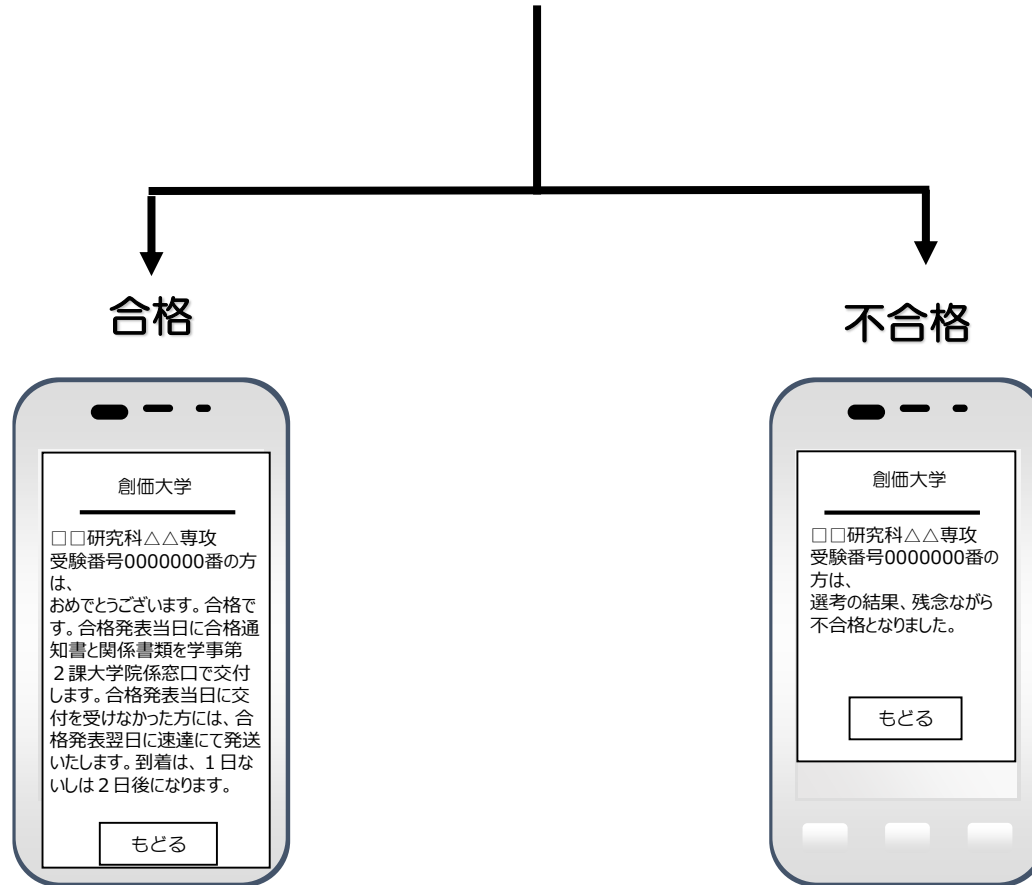 合格
不合格
創価大学
□□研究科△△専攻
受験番号0000000番の方
は、
おめでとうございます。合格で
す。合格発表当日に合格通
知書と関係書類を学事第
２課大学院係窓口で交付
します。合格発表当日に交
付を受けなかった方には、合
格発表翌日に速達にて発送
いたします。到着は、１日な
いしは２日後になります。
もどる
創価大学
□□研究科△△専攻
受験番号0000000番の
方は、
選考の結果、残念ながら
不合格となりました。
もどる